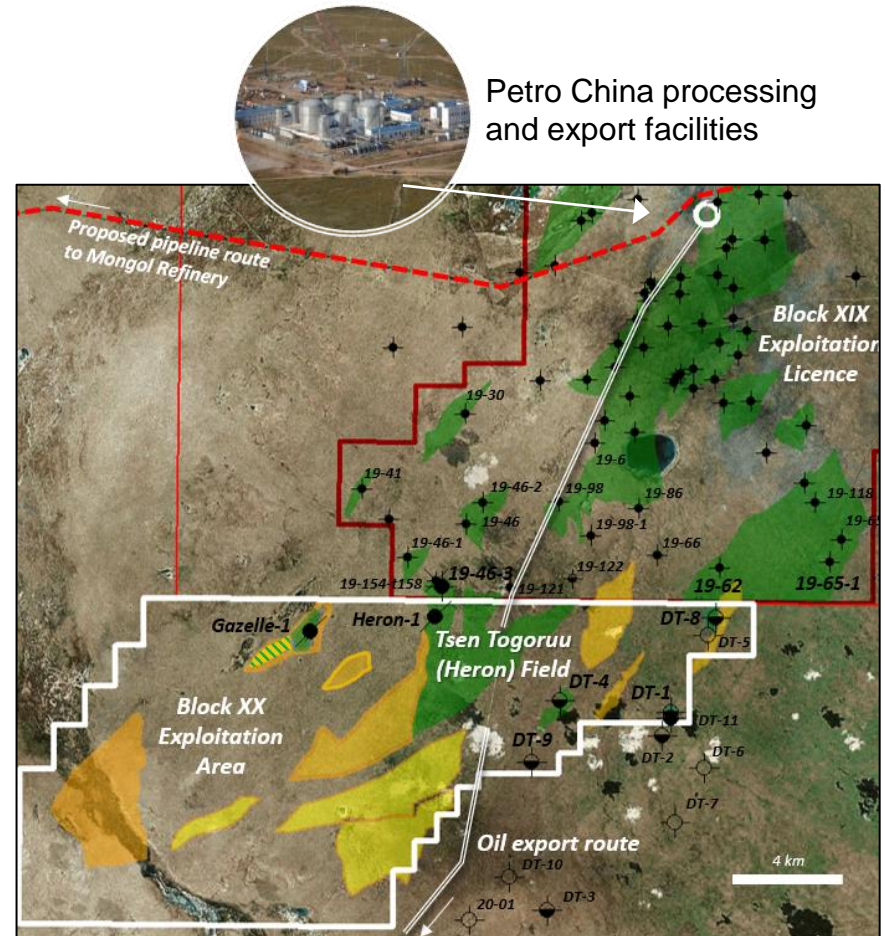 Petro China processing
and export facilities
Proposed pipeline route
to Mongol Refinery
Block XIX
Exploitation
Licence
19-30
19-6
19-41
19-46-2
19-98
19-86
19-118
19-46
19-98-1
19-65
19-46-1
19-66
19-154-t158
19-46-3
19-121
19-122
19-62
19-65-1
Gazelle-1
Heron-1
DT-8
DT-5
Tsen Togoruu
(Heron) Field
DT-4
DT-1
DT-11
Block XX
Exploitation
Area
DT-9
DT-2
DT-6
DT-7
Oil export route
DT-10
4 km
20-01
DT-3